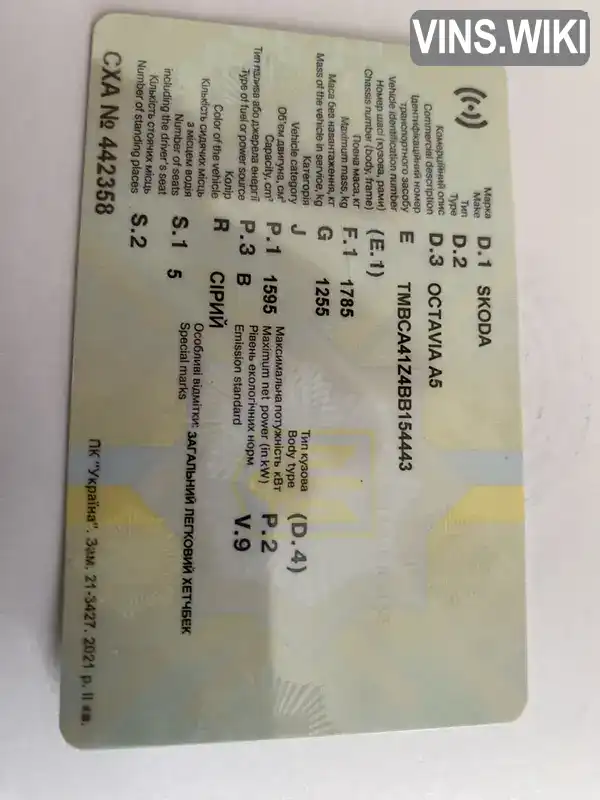 VINS.WIKI
Марка
Make D.1 SKODA
Тип
Type D.2
Комерційний опис
Commercial description D.3 OCTAVIA A5
Ідентифікаційний номер
транспортного засобу
Vehicle identification number E TMBCA41Z4BB154443
Номер шасі (кузова, рами)
Chassis number (body, frame) (E.1)
Повна маса, кг
Maximum mass, kg F.1 1785
Маса без навантаження, кг
Mass of the vehicle in service, kg G 1255
Категорія
Vehicle category J
Тип кузова
Body type (D.4)
Об'єм двигуна, см³
Capacity, cm³ P.1 1595
Максимальна потужність кВт
Maximum net power (in kW) P.2
Тип палива або джерела енергії
Type of fuel or power source P.3 B
Рівень екологічних норм
Emission standard V.9
Колір
Color of the vehicle R СІРИЙ
Кількість сидячих місць
з місцем водія
Number of seats
including the driver's seat S.1 5
Особливі відмітки: ЗАГАЛЬНИЙ ЛЕГКОВИЙ ХЕТЧБЕК
Special marks
Кількість стоячих місць
Number of standing places S.2
СХА № 442358
ПК "Україна". Зам. 21-3427. 2021 р. II кв.